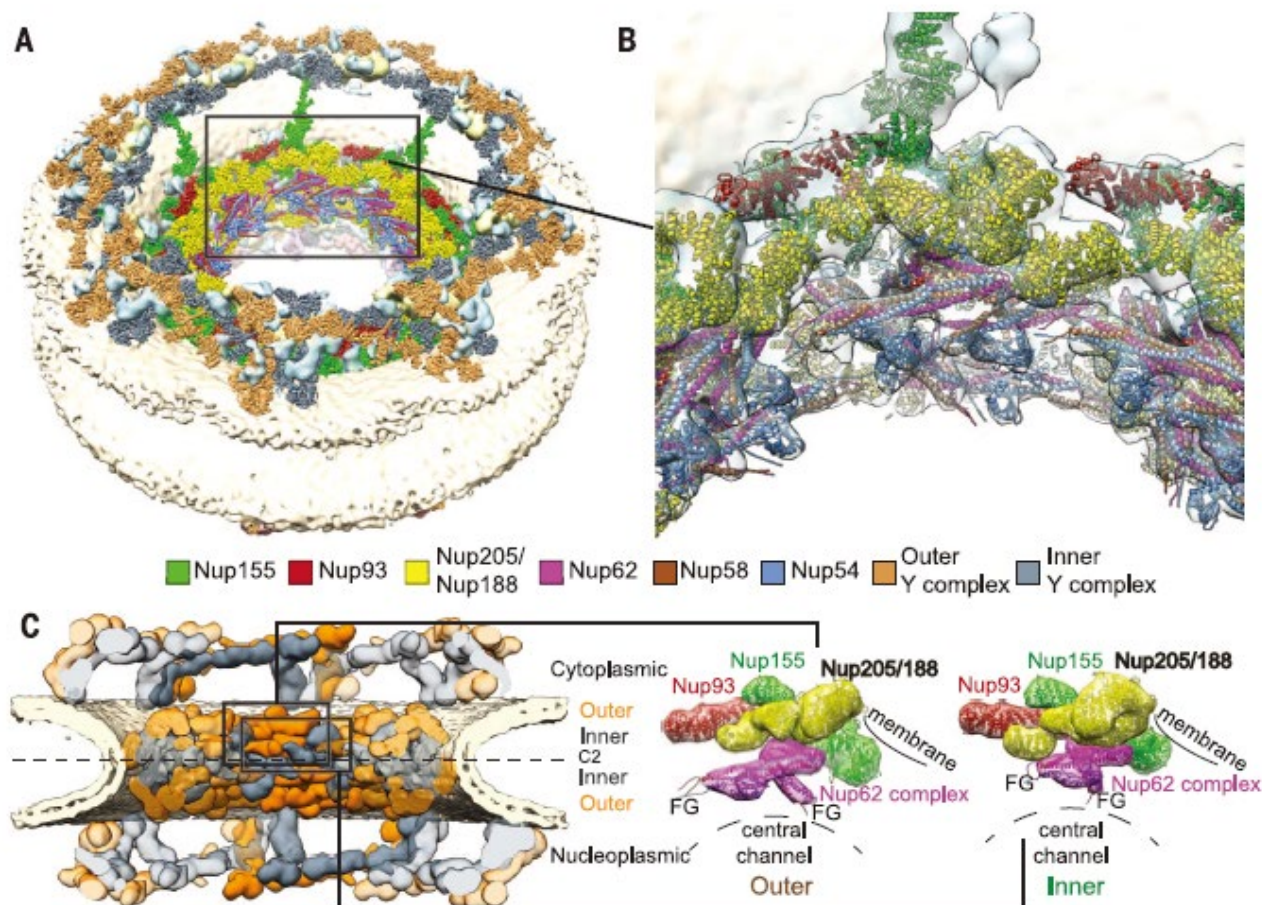 A
B
Nup155
Nup93
Nup205/
Nup188
Nup62
Nup58
Nup54
Outer
Y complex
Inner
Y complex
C
Cytoplasmic
Outer
Inner
C2
Inner
Outer
Nucleoplasmic
Nup155
Nup205/188
Nup93
membrane
Nup62 complex
FG
FG
central
channel
Outer
Nup155
Nup205/188
Nup93
membrane
Nup62 complex
FG
FG
central
channel
Inner